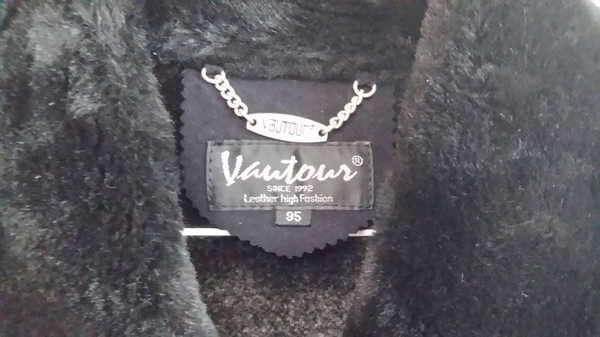 VAUTOUR
Vautour®
SINCE 1992
Leather high Fashion
95